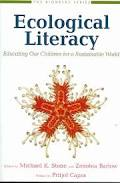 THE BIONEERS SERIES
Ecological
Literacy
Educating Our Children for a Sustainable World
Edited by Michael K. Stone and Zenobia Barlow
Preface by Fritjof Capra